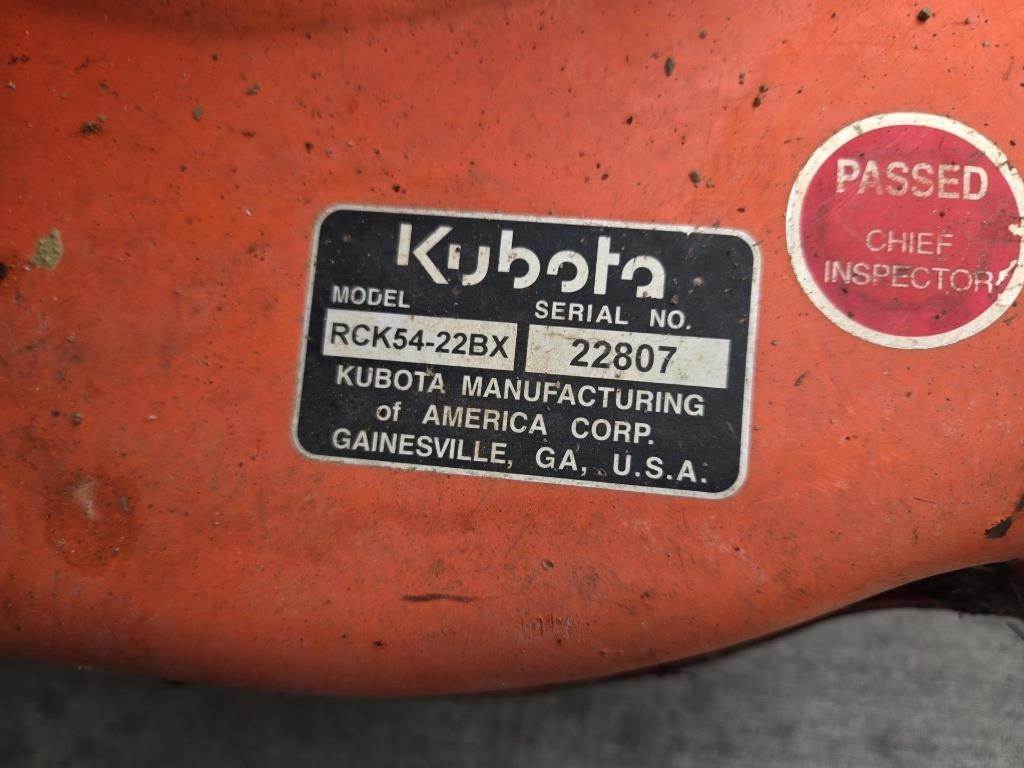 Kubota
MODEL SERIAL NO.
RCK54-22BX 22807
KUBOTA MANUFACTURING
of AMERICA CORP.
GAINESVILLE, GA, U.S.A.
PASSED
CHIEF
INSPECTOR